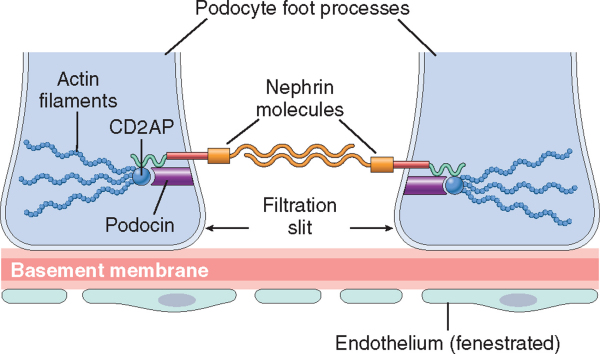 Podocyte foot processes
Actin
filaments
Nephrin
molecules
CD2AP
Podocin
Filtration
slit
Basement membrane
Endothelium (fenestrated)